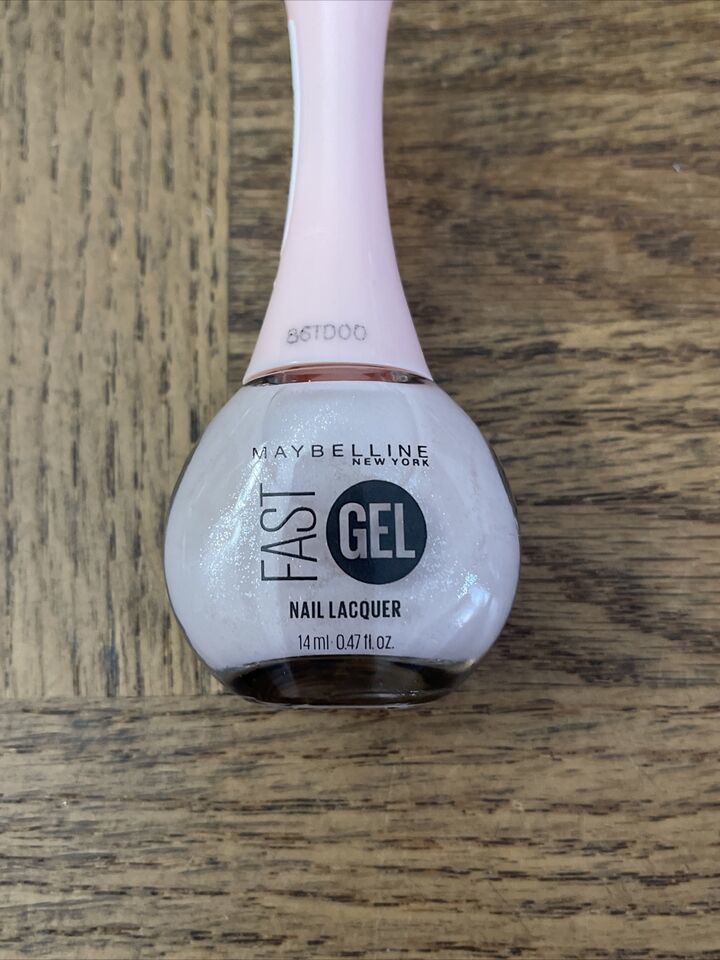 86TD00
MAYBELLINE
NEW YORK
FAST
GEL
NAIL LACQUER
14 ml · 0.47 fl. oz.